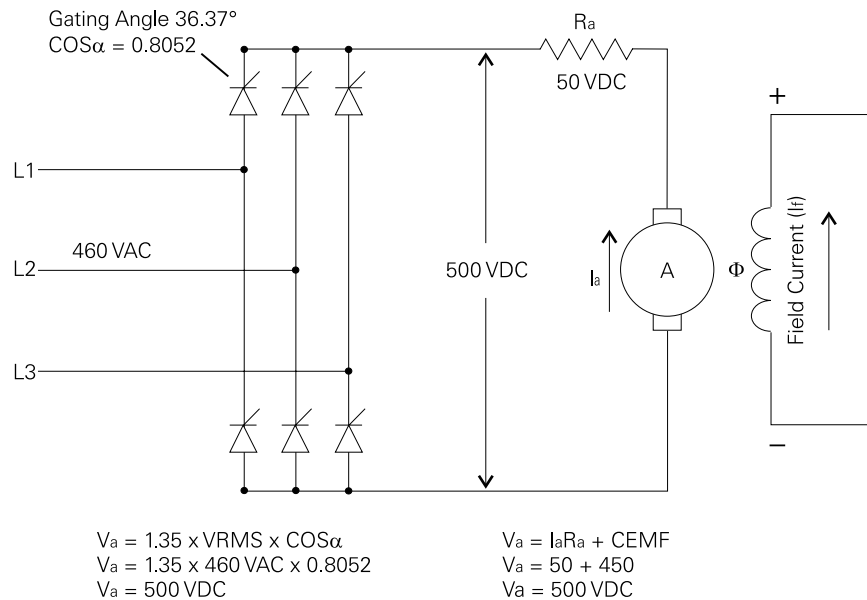 Gating Angle 36.37°
COSα = 0.8052
Ra
50 VDC
+
L1
460 VAC
L2
500 VDC
Ia
A
Φ
Field Current (If)
L3
–
Va = 1.35 x VRMS x COSα
Va = 1.35 x 460 VAC x 0.8052
Va = 500 VDC
Va = IaRa + CEMF
Va = 50 + 450
Va = 500 VDC